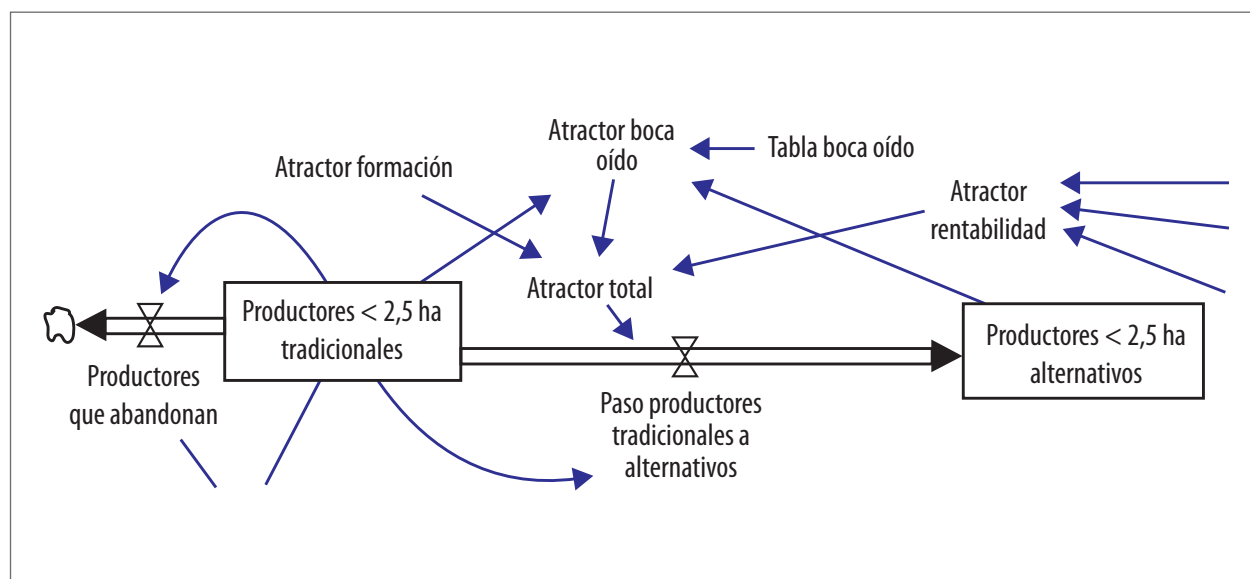 Atractor boca
oído
Tabla boca oído
Atractor formación
Atractor
rentabilidad
Atractor total
Productores < 2,5 ha
tradicionales
Productores < 2,5 ha
alternativos
Productores
que abandonan
Paso productores
tradicionales a
alternativos